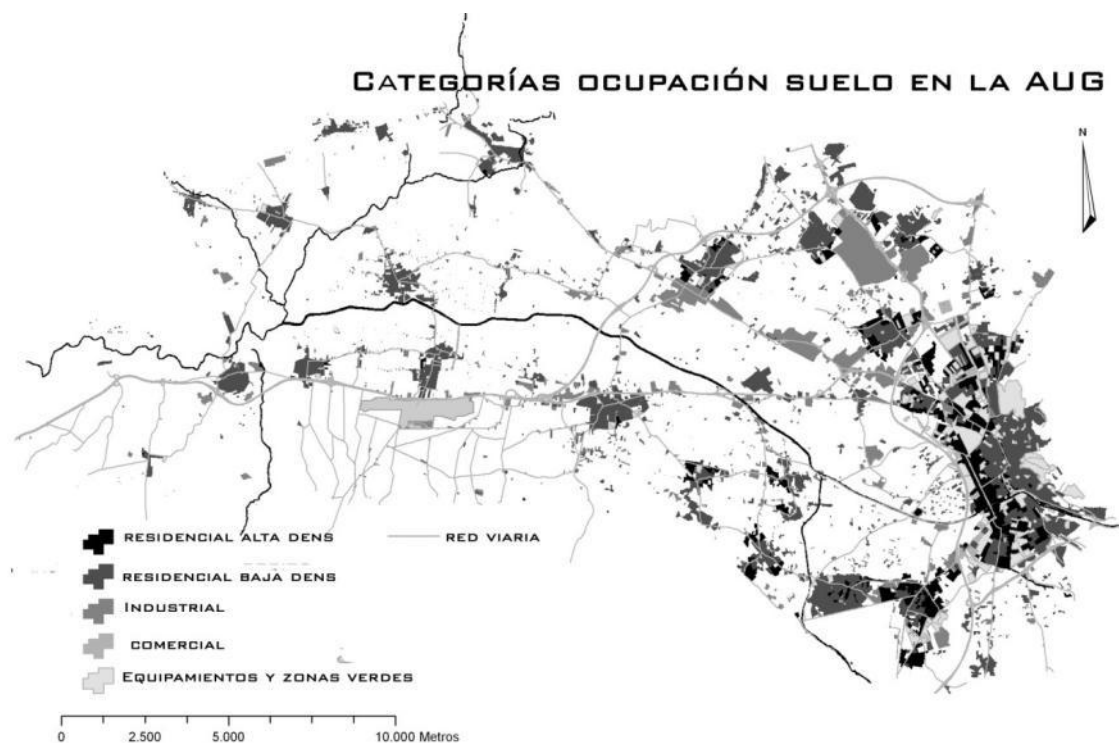 CATEGORÍAS OCUPACIÓN SUELO EN LA AUG
N
RESIDENCIAL ALTA DENS
RED VIARIA
RESIDENCIAL BAJA DENS
INDUSTRIAL
COMERCIAL
EQUIPAMIENTOS Y ZONAS VERDES
0 2.500 5.000 10.000 Metros